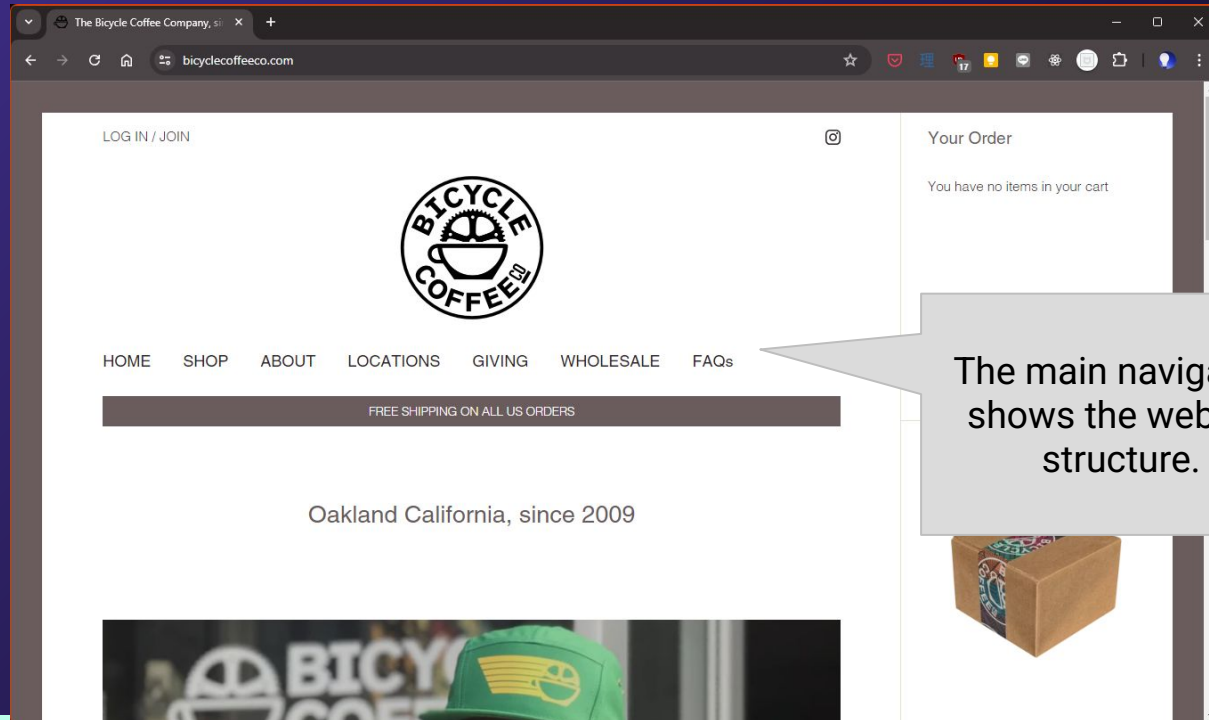 The Bicycle Coffee Company, si
bicyclecoffeeco.com
17
LOG IN / JOIN
Your Order
You have no items in your cart
BICYCLE
COFFEE CO
HOME SHOP ABOUT LOCATIONS GIVING WHOLESALE FAQs
The main naviga
shows the web
structure.
FREE SHIPPING ON ALL US ORDERS
Oakland California, since 2009
BICY
COF